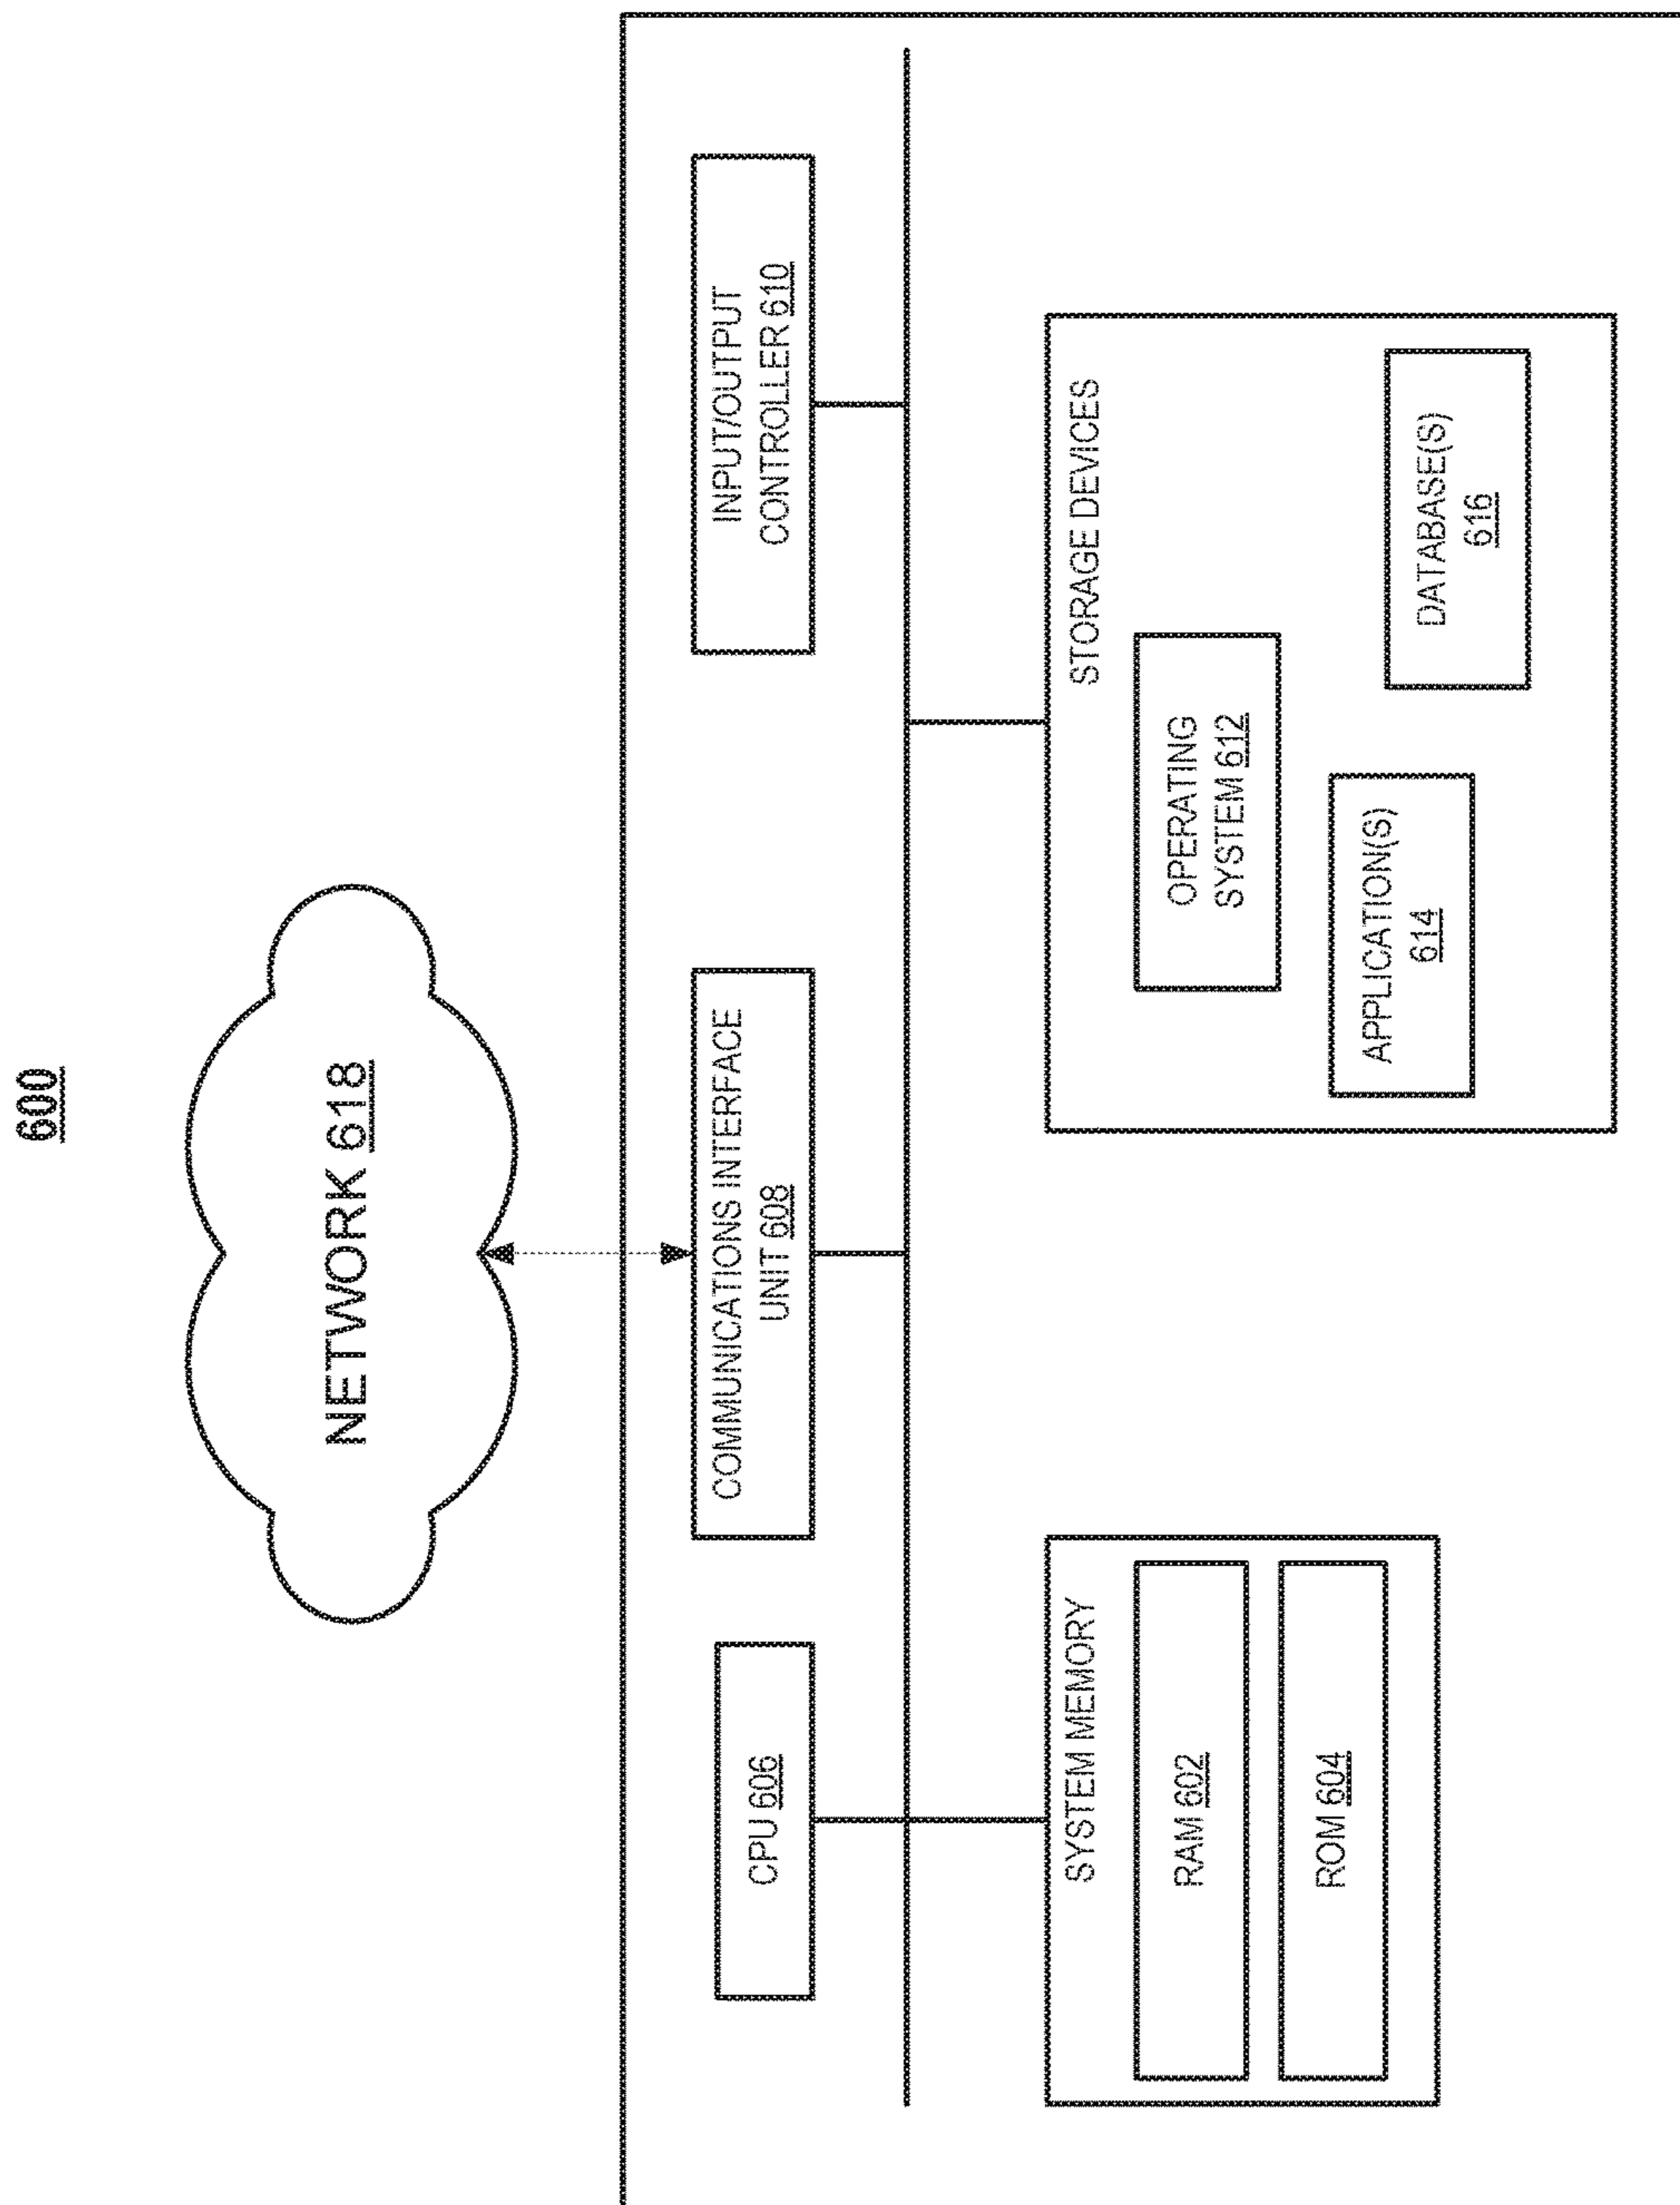 600
NETWORK 618
CPU 606
COMMUNICATIONS INTERFACE
UNIT 608
INPUT/OUTPUT
CONTROLLER 610
SYSTEM MEMORY
RAM 602
ROM 604
STORAGE DEVICES
OPERATING
SYSTEM 612
APPLICATION(S)
614
DATABASE(S)
616